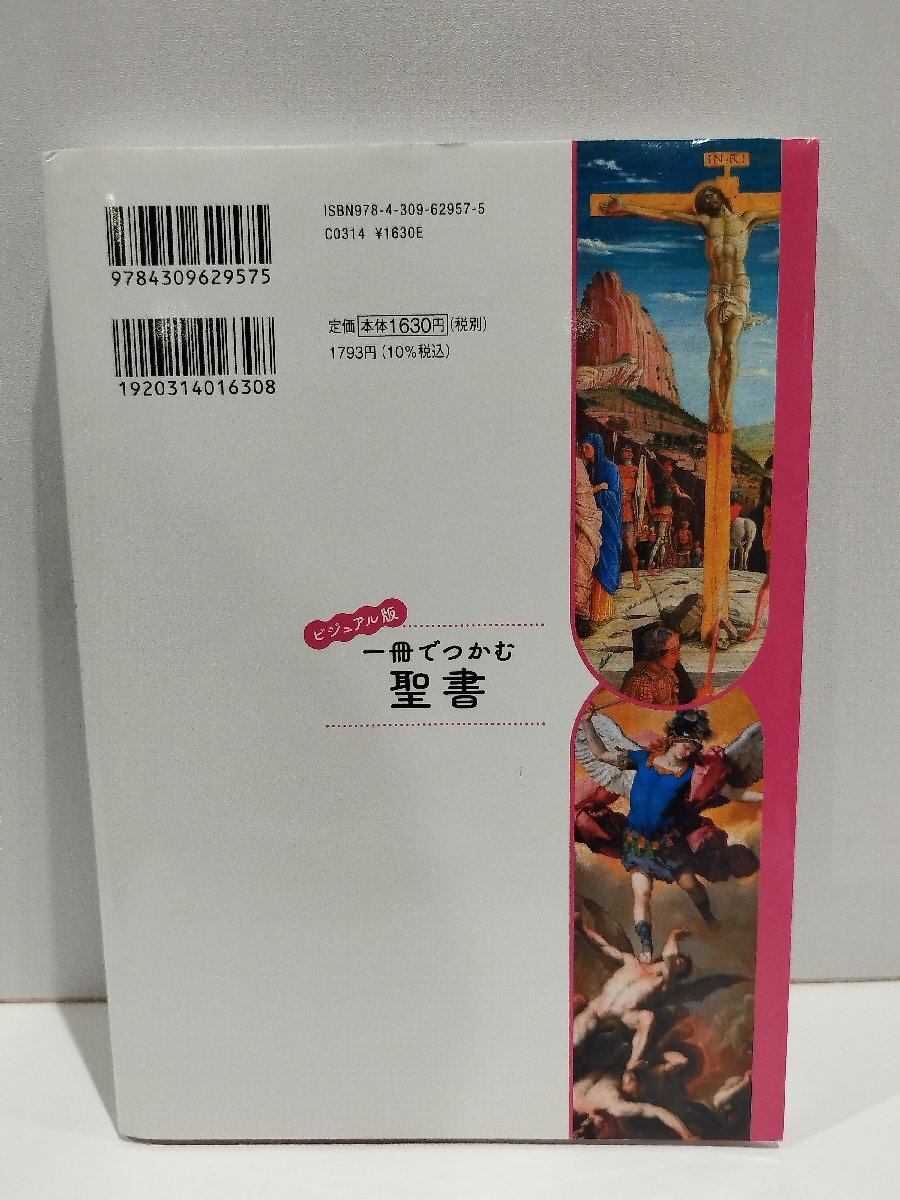 ISBN978-4-309-62957-5
C0314 ¥1630E
9784309629575
定価 本体1630円 (税別)
1793円 (10%税込)
1920314016308
I.N.R.I
ビジュアル版
一冊でつかむ
聖書